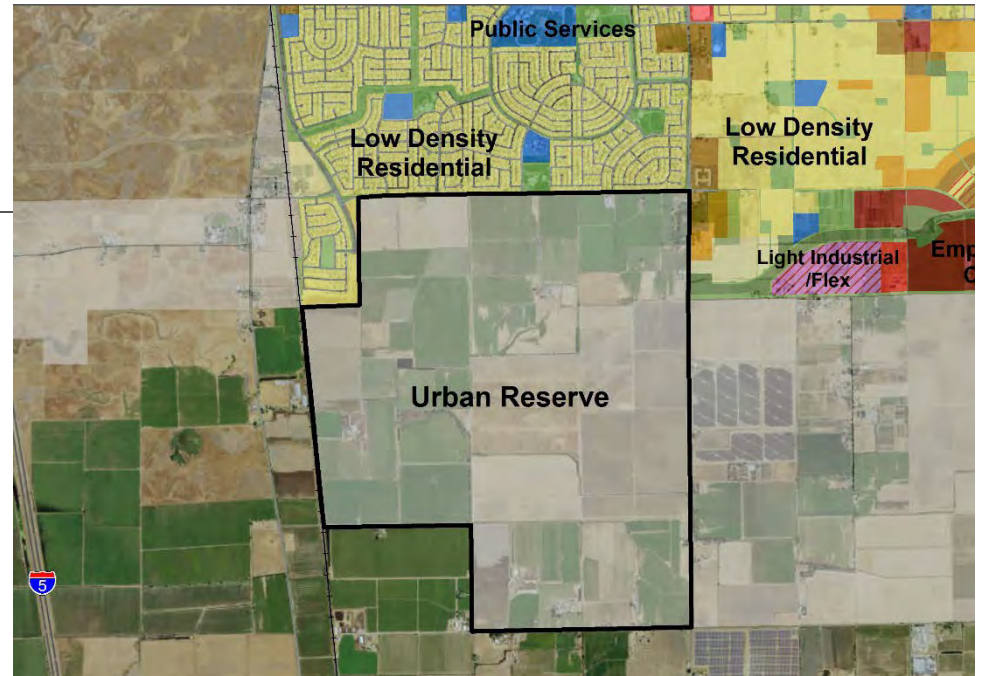 Public Services
Low Density
Residential
Low Density
Residential
Light Industrial
/Flex
Urban Reserve
5